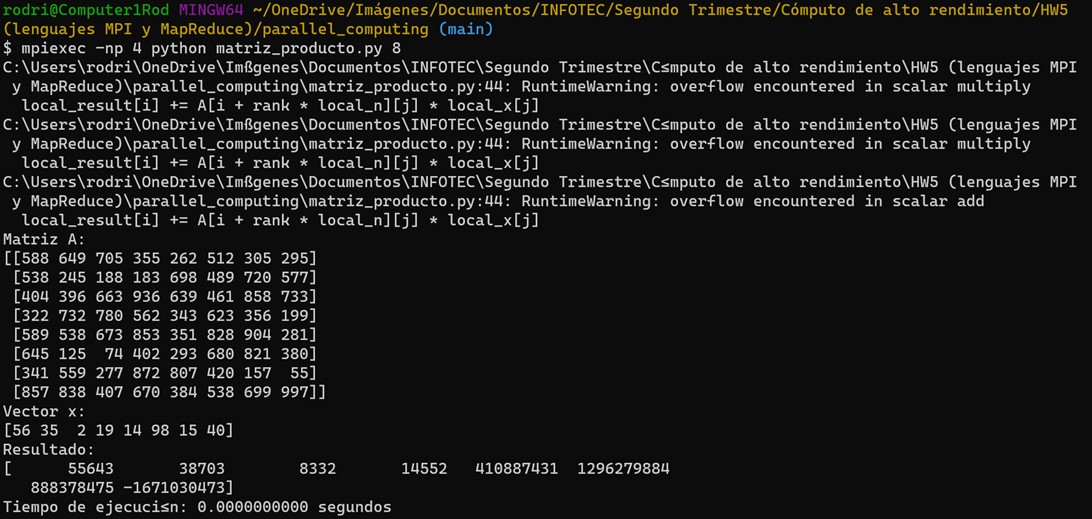 rodri@Computer1Rod MINGW64 ~/OneDrive/Imágenes/Documentos/INFOTEC/Segundo Trimestre/Cómputo de alto rendimiento/HW5
(lenguajes MPI y MapReduce)/parallel_computing (main)
$ mpiexec -np 4 python matriz_producto.py 8
C:\Users\rodri\OneDrive\Imßgenes\Documentos\INFOTEC\Segundo Trimestre\C≤mputo de alto rendimiento\HW5 (lenguajes MPI
 y MapReduce)\parallel_computing\matriz_producto.py:44: RuntimeWarning: overflow encountered in scalar multiply
  local_result[i] += A[i + rank * local_n][j] * local_x[j]
C:\Users\rodri\OneDrive\Imßgenes\Documentos\INFOTEC\Segundo Trimestre\C≤mputo de alto rendimiento\HW5 (lenguajes MPI
 y MapReduce)\parallel_computing\matriz_producto.py:44: RuntimeWarning: overflow encountered in scalar multiply
  local_result[i] += A[i + rank * local_n][j] * local_x[j]
C:\Users\rodri\OneDrive\Imßgenes\Documentos\INFOTEC\Segundo Trimestre\C≤mputo de alto rendimiento\HW5 (lenguajes MPI
 y MapReduce)\parallel_computing\matriz_producto.py:44: RuntimeWarning: overflow encountered in scalar add
  local_result[i] += A[i + rank * local_n][j] * local_x[j]
Matriz A:
[[588 649 705 355 262 512 305 295]
 [538 245 188 183 698 489 720 577]
 [404 396 663 936 639 461 858 733]
 [322 732 780 562 343 623 356 199]
 [589 538 673 853 351 828 904 281]
 [645 125  74 402 293 680 821 380]
 [341 559 277 872 807 420 157  55]
 [857 838 407 670 384 538 699 997]]
Vector x:
[56 35  2 19 14 98 15 40]
Resultado:
[      55643       38703        8332       14552   410887431  1296279884
   888378475 -1671030473]
Tiempo de ejecuci≤n: 0.0000000000 segundos